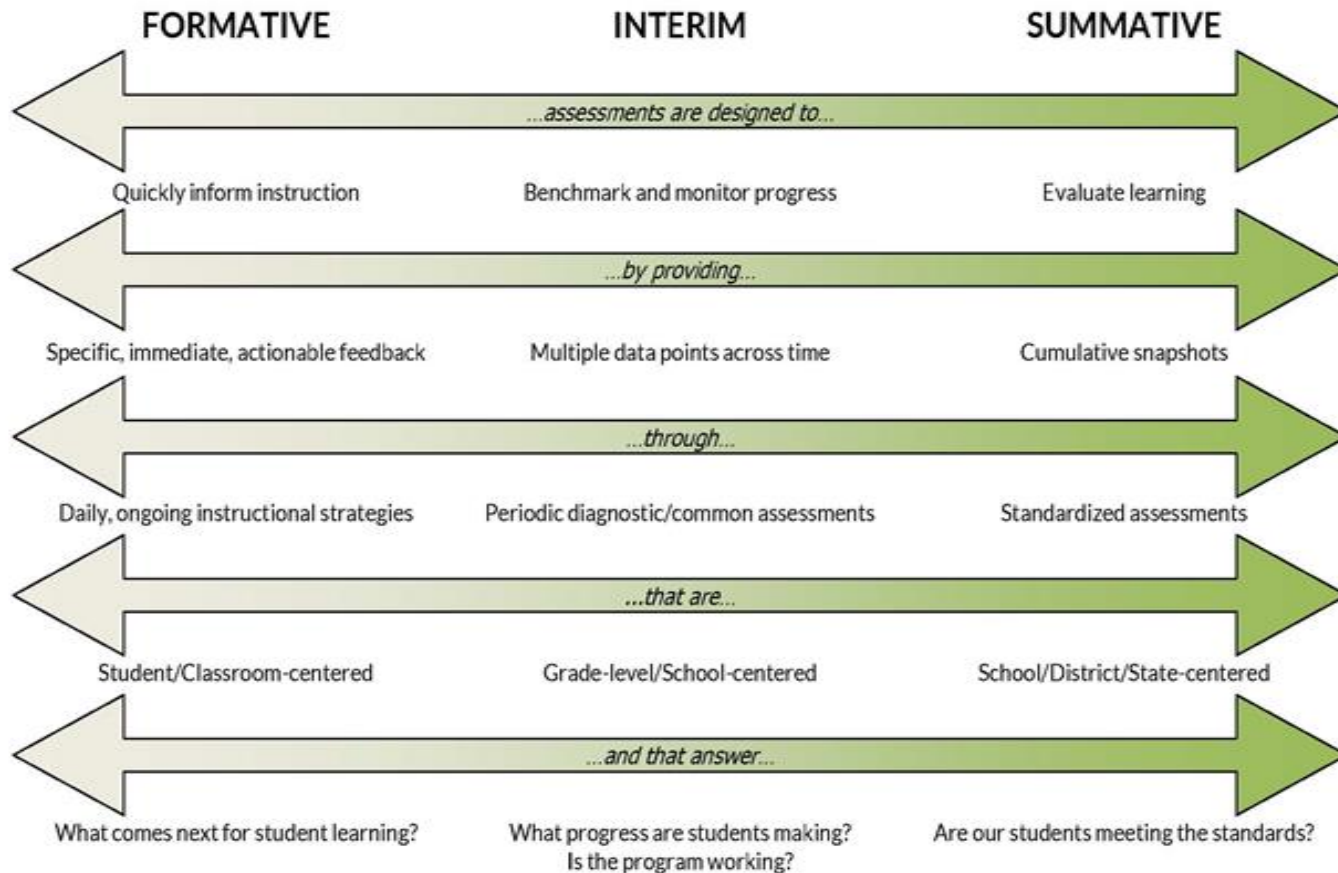 FORMATIVE INTERIM SUMMATIVE
...assessments are designed to...
Quickly inform instruction Benchmark and monitor progress Evaluate learning
...by providing...
Specific, immediate, actionable feedback Multiple data points across time Cumulative snapshots
...through...
Daily, ongoing instructional strategies Periodic diagnostic/common assessments Standardized assessments
...that are...
Student/Classroom-centered Grade-level/School-centered School/District/State-centered
...and that answer...
What comes next for student learning? What progress are students making? Are our students meeting the standards?
Is the program working?